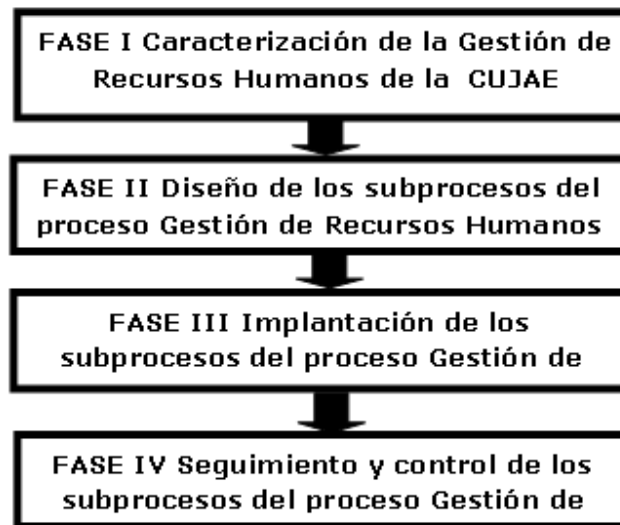 FASE I Caracterización de la Gestión de
Recursos Humanos de la CUJAE
FASE II Diseño de los subprocesos del
proceso Gestión de Recursos Humanos
FASE III Implantación de los
subprocesos del proceso Gestión de
FASE IV Seguimiento y control de los
subprocesos del proceso Gestión de